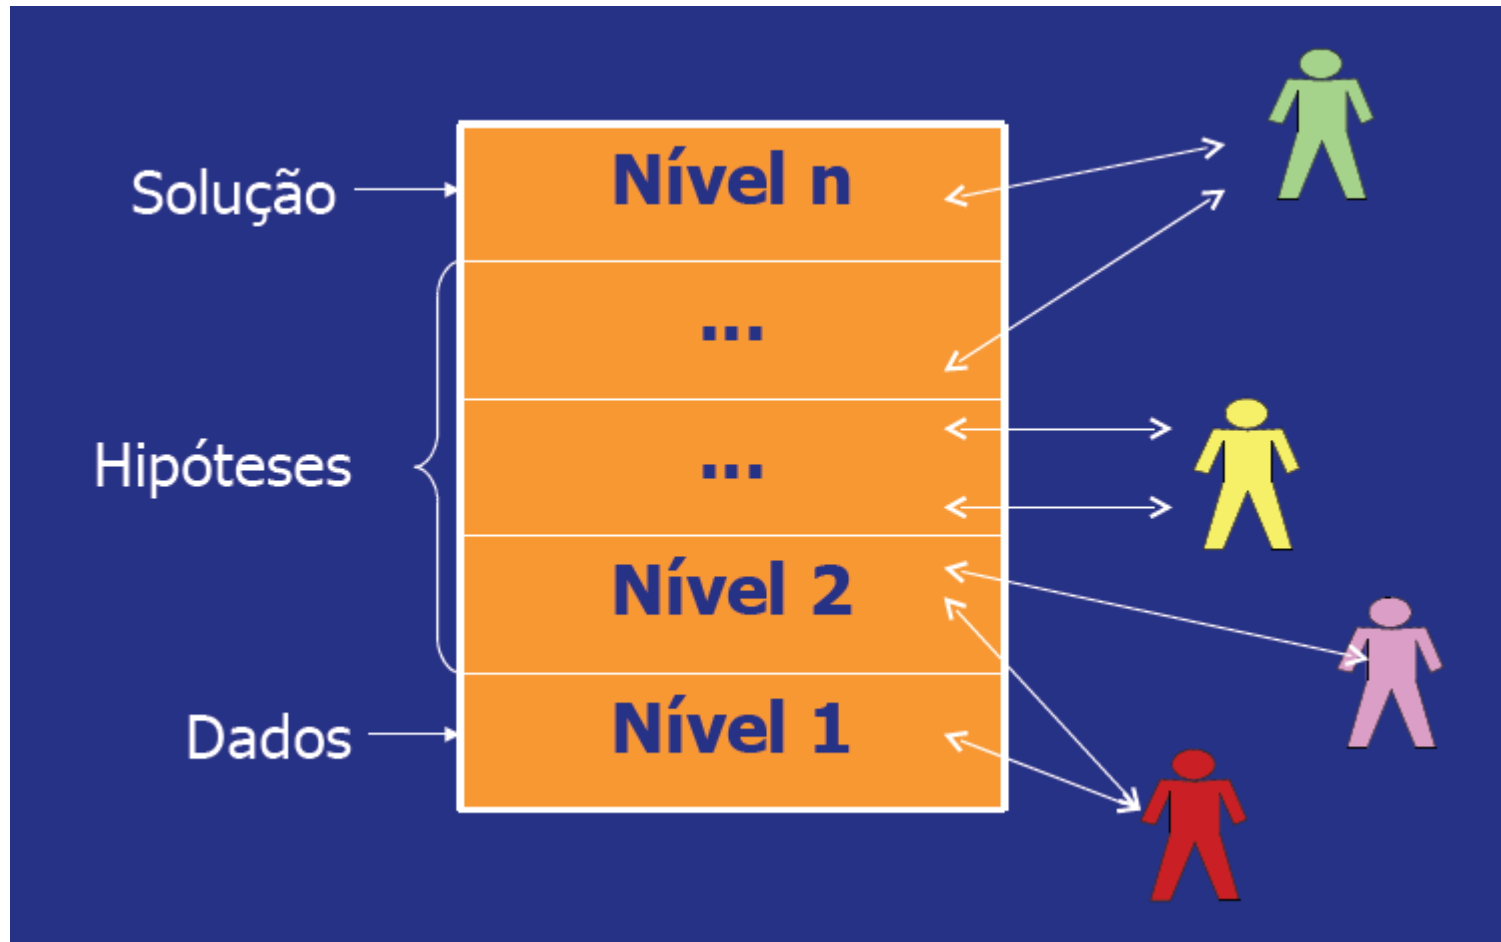 Solução
Nível n
...
Hipóteses
...
Nível 2
Dados
Nível 1